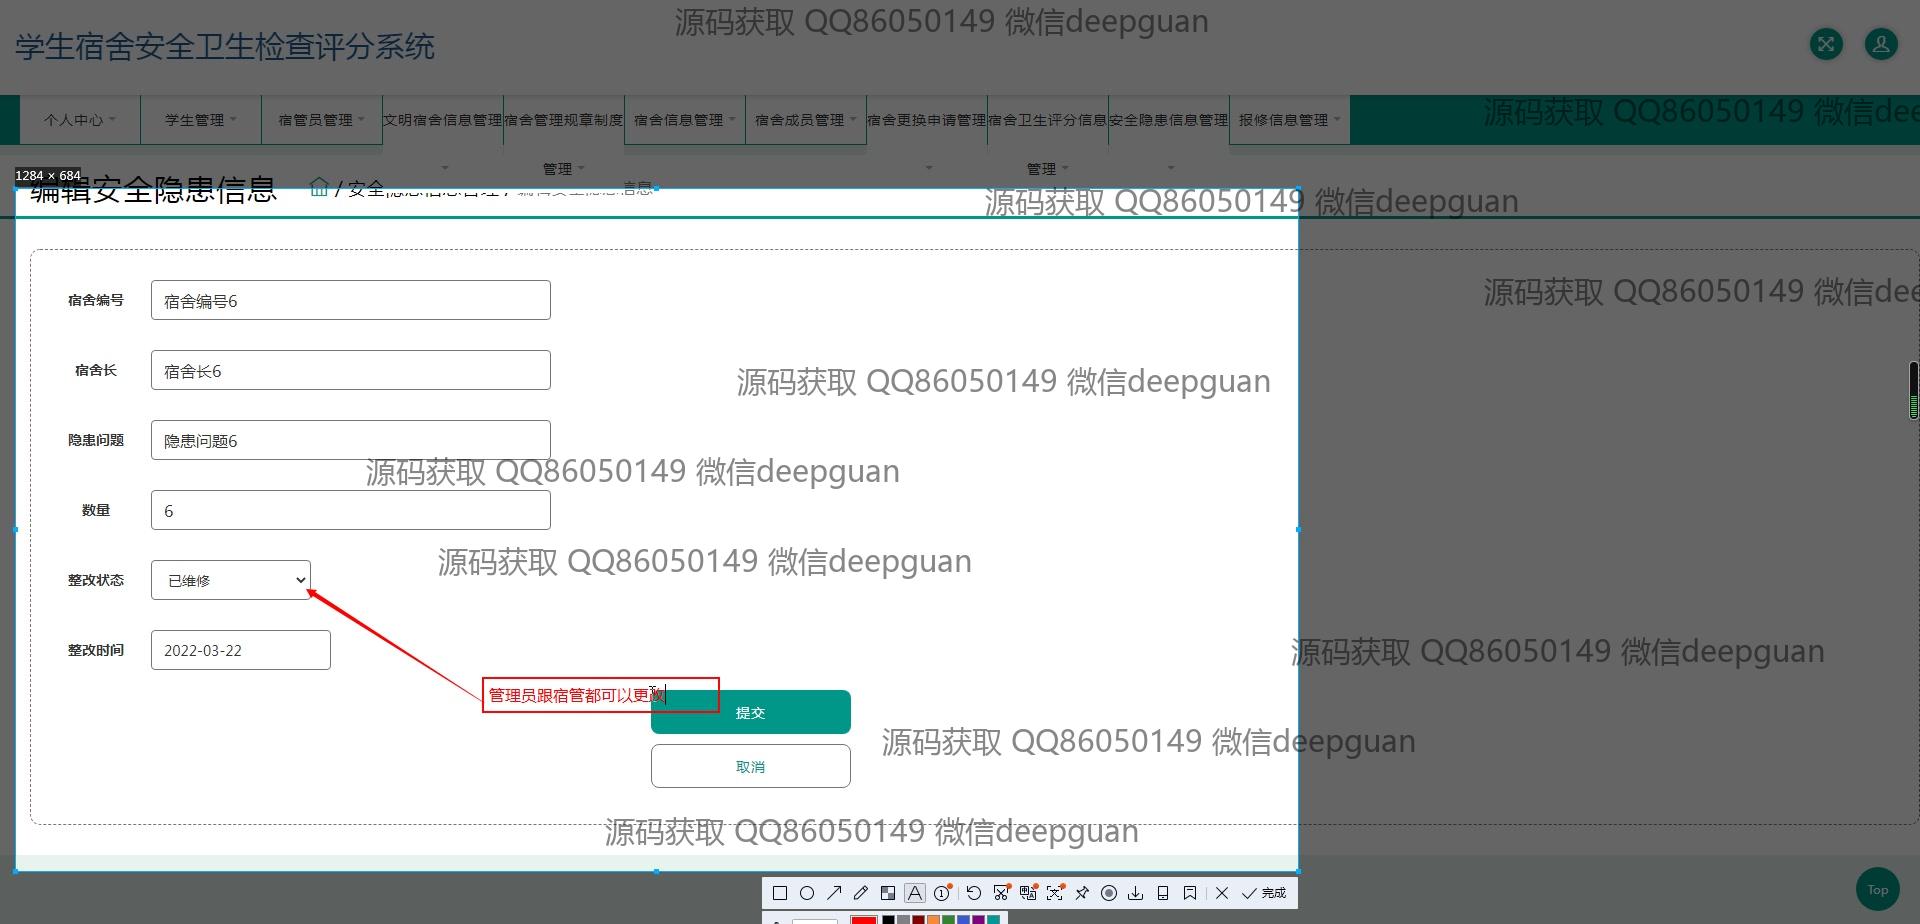 源码获取 QQ86050149 微信deepguan
学生宿舍安全卫生检查评分系统
个人中心 学生管理 宿管员管理 文明宿舍信息管理 宿舍管理规章制度管理 宿舍信息管理 宿舍成员管理 宿舍更换申请管理 宿舍卫生评分信息管理 安全隐患信息管理 报修信息管理
源码获取 QQ86050149 微信dee
1284 × 684
编辑安全隐患信息 / 安全隐患信息管理 / 编辑安全隐患信息
源码获取 QQ86050149 微信deepguan
源码获取 QQ86050149 微信dee
宿舍编号 宿舍编号6
宿舍长 宿舍长6
源码获取 QQ86050149 微信deepguan
隐患问题 隐患问题6
源码获取 QQ86050149 微信deepguan
数量 6
源码获取 QQ86050149 微信deepguan
整改状态 已维修
整改时间 2022-03-22
源码获取 QQ86050149 微信deepguan
管理员跟宿管都可以更改
提交
源码获取 QQ86050149 微信deepguan
取消
源码获取 QQ86050149 微信deepguan
Top
完成